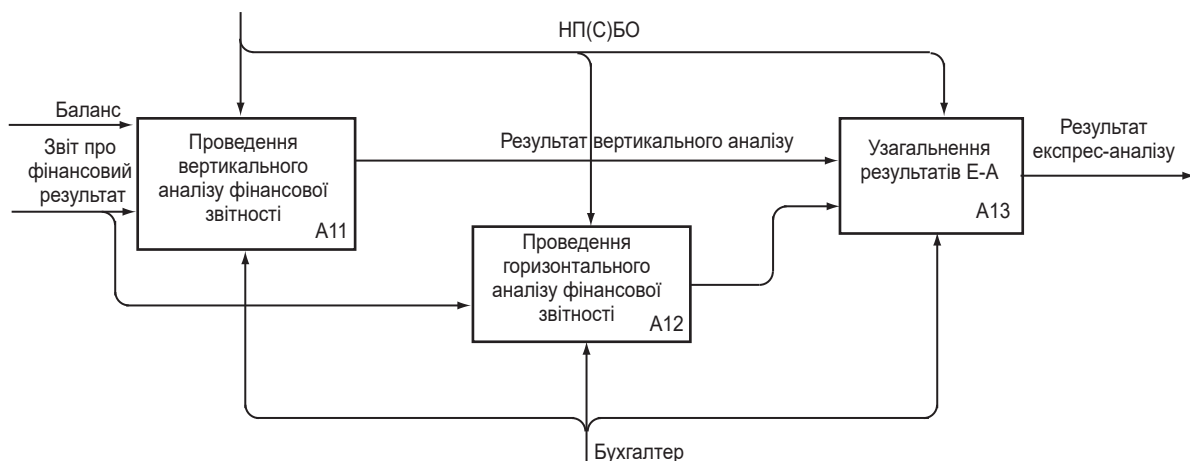 НП(С)БО
Баланс
Звіт про
фінансовий
результат
Проведення
вертикального
аналізу фінансової
звітності
А11
Результат вертикального аналізу
Узагальнення
результатів Е-А
А13
Результат
експрес-аналізу
Проведення
горизонтального
аналізу фінансової
звітності
А12
Бухгалтер